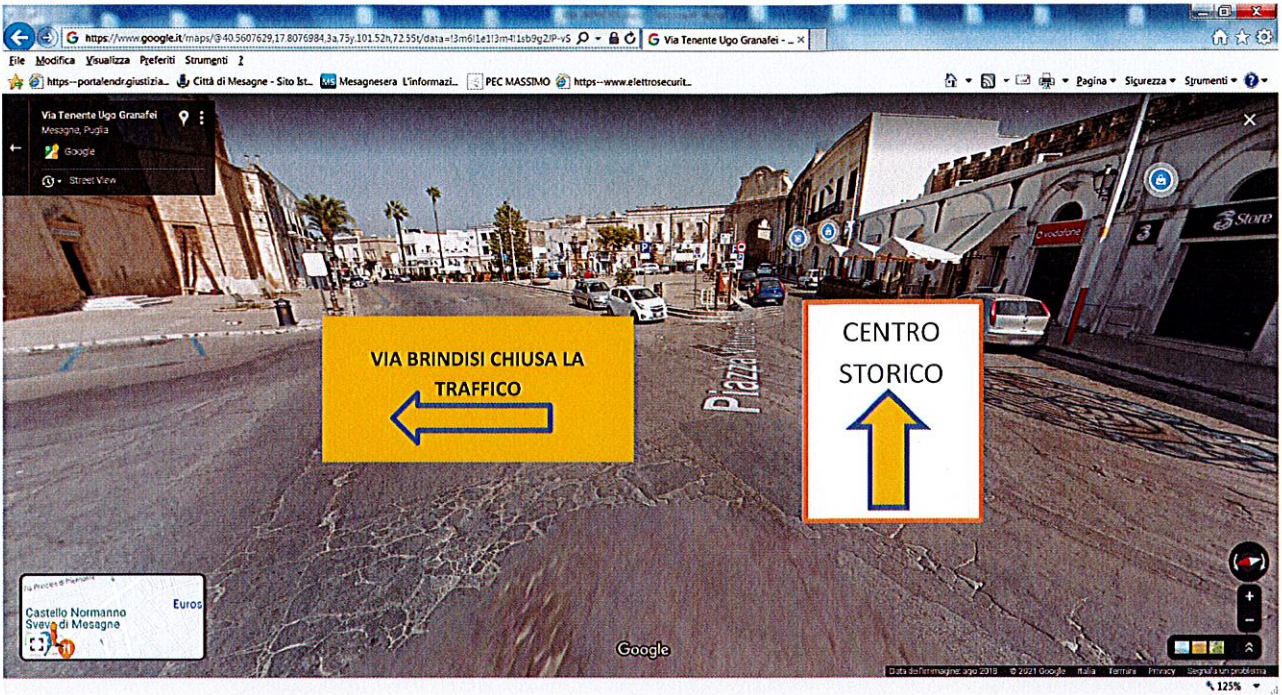 https://www.google.it/maps/@40.5607629,17.8076984,3a,75y,101.52h,72.55t/data=!3m6!1e1!3m4!1sb9g2JP-vS
Via Tenente Ugo Granafei - ...
File Modifica Visualizza Preferiti Strumenti ?
https--portalendr.giustizia... Città di Mesagne - Sito Ist... MS Mesagnesera L'informazi... PEC MASSIMO https--www.elettrosecurit...
Pagina Sicurezza Strumenti
Via Tenente Ugo Granafei
Mesagne, Puglia
Google
Street View
vodafone
3
3 Store
P
VIA BRINDISI CHIUSA LA
TRAFFICO
CENTRO
STORICO
Piazza
Castello Normanno
Svevo di Mesagne
Euros
Google
Data dell'immagine: ago 2018 © 2021 Google Italia Termini Privacy Segnala un problema
125%